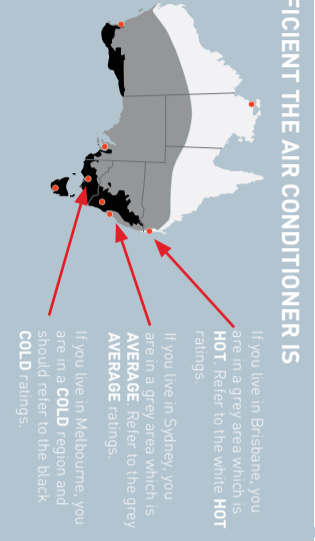 FICIENT THE AIR CONDITIONER IS
If you live in Brisbane, you
are in a grey area which is
HOT. Refer to the white HOT
ratings.
If you live in Sydney, you
are in a grey area which is
AVERAGE. Refer to the grey
AVERAGE ratings.
If you live in Melbourne, you
are in a COLD region and
should refer to the black
COLD ratings.